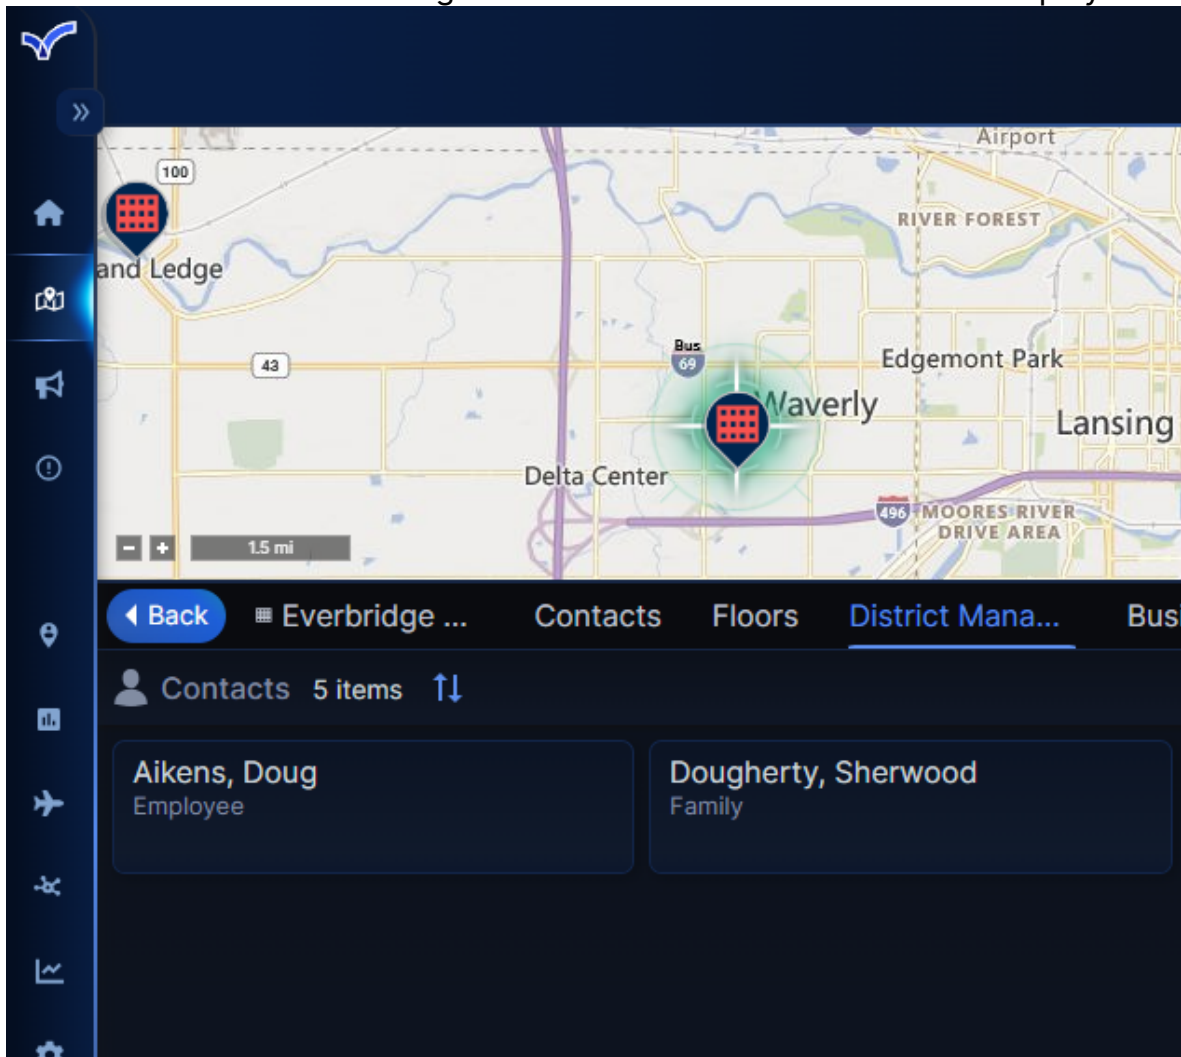 100
Airport
RIVER FOREST
and Ledge
Bus
69
43
Edgemont Park
Waverly
Lansing
Delta Center
496
MOORES RIVER
DRIVE AREA
- + 1.5 mi
Back Everbridge ... Contacts Floors District Mana... Busi
Contacts 5 items
Aikens, Doug
Employee
Dougherty, Sherwood
Family